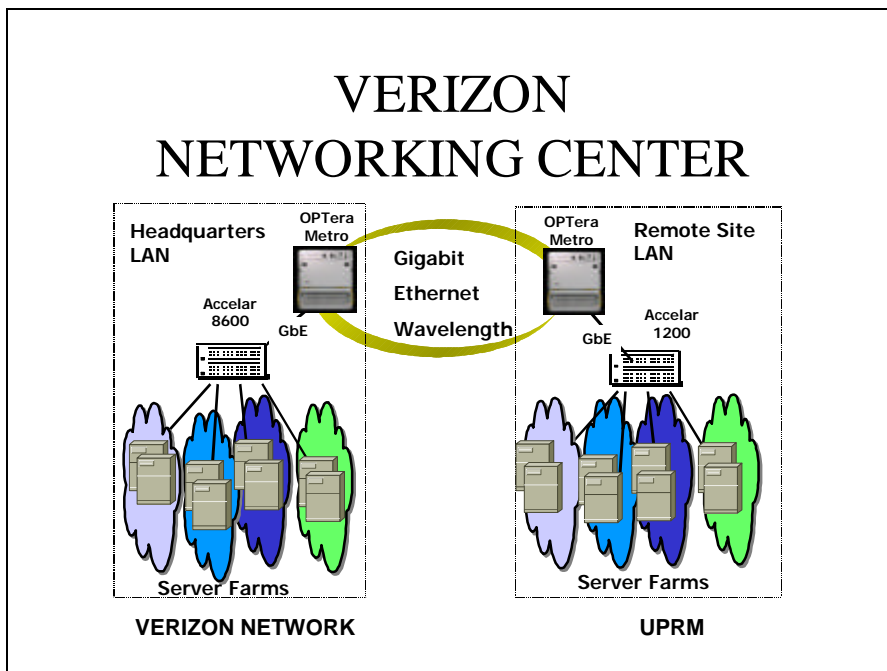 VERIZON
NETWORKING CENTER
Headquarters
LAN
OPTera
Metro
Accelar
8600
GbE
Server Farms
VERIZON NETWORK
Gigabit
Ethernet
Wavelength
OPTera
Metro
Remote Site
LAN
Accelar
1200
GbE
Server Farms
UPRM